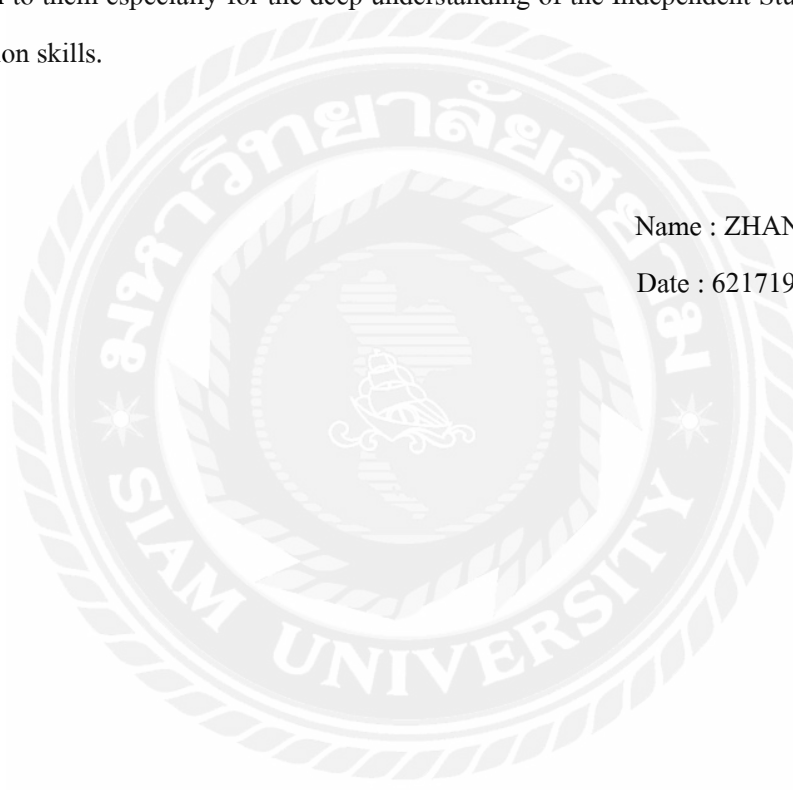 to them especially for the deep understanding of the Independent Stu
ion skills.
มหาวิทยาลัยสยาม
Name : ZHAN
Date : 621719
SIAM UNIVERSITY